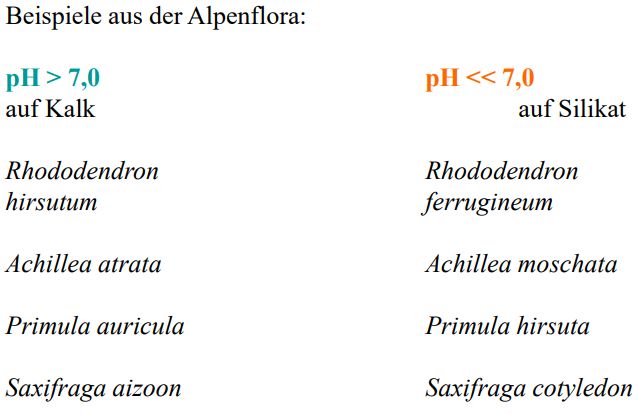 Beispiele aus der Alpenflora:
pH > 7,0
auf Kalk
pH << 7,0
auf Silikat
Rhododendron
hirsutum
Rhododendron
ferrugineum
Achillea atrata
Achillea moschata
Primula auricula
Primula hirsuta
Saxifraga aizoon
Saxifraga cotyledon